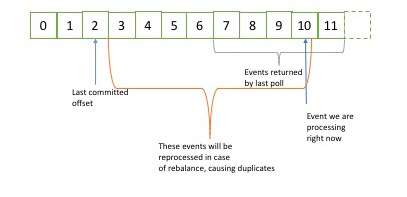 0 1 2 3 4 5 6 7 8 9 10 11
Events returned
by last poll
Last committed
offset
Event we are
processing
right now
These events will be
reprocessed in case
of rebalance, causing duplicates